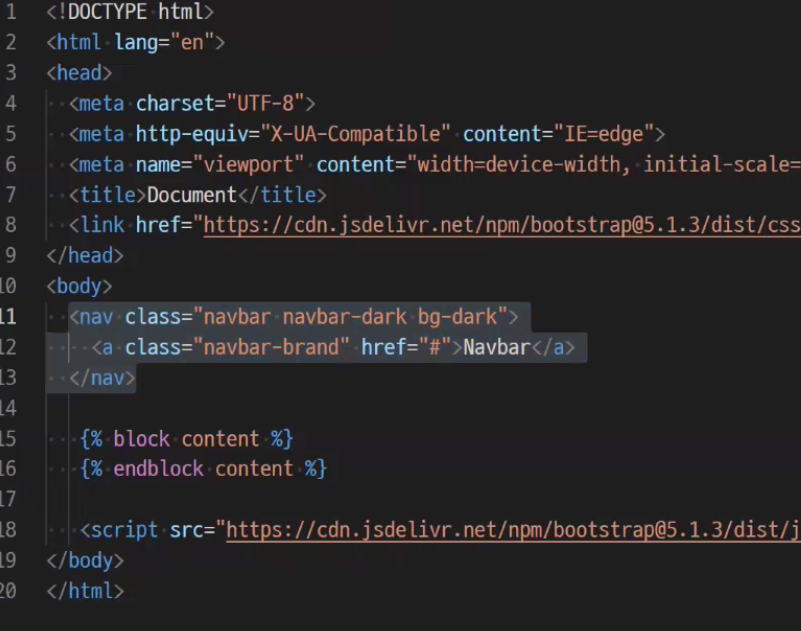 1 <!DOCTYPE html>
2 <html lang="en">
3 <head>
4 <meta charset="UTF-8">
5 <meta http-equiv="X-UA-Compatible" content="IE=edge">
6 <meta name="viewport" content="width=device-width, initial-scale=
7 <title>Document</title>
8 <link href="https://cdn.jsdelivr.net/npm/bootstrap@5.1.3/dist/css
9 </head>
10 <body>
11 <nav class="navbar navbar-dark bg-dark">
12 <a class="navbar-brand" href="#">Navbar</a>
13 </nav>
14
15 {% block content %}
16 {% endblock content %}
17
18 <script src="https://cdn.jsdelivr.net/npm/bootstrap@5.1.3/dist/j
19 </body>
20 </html>